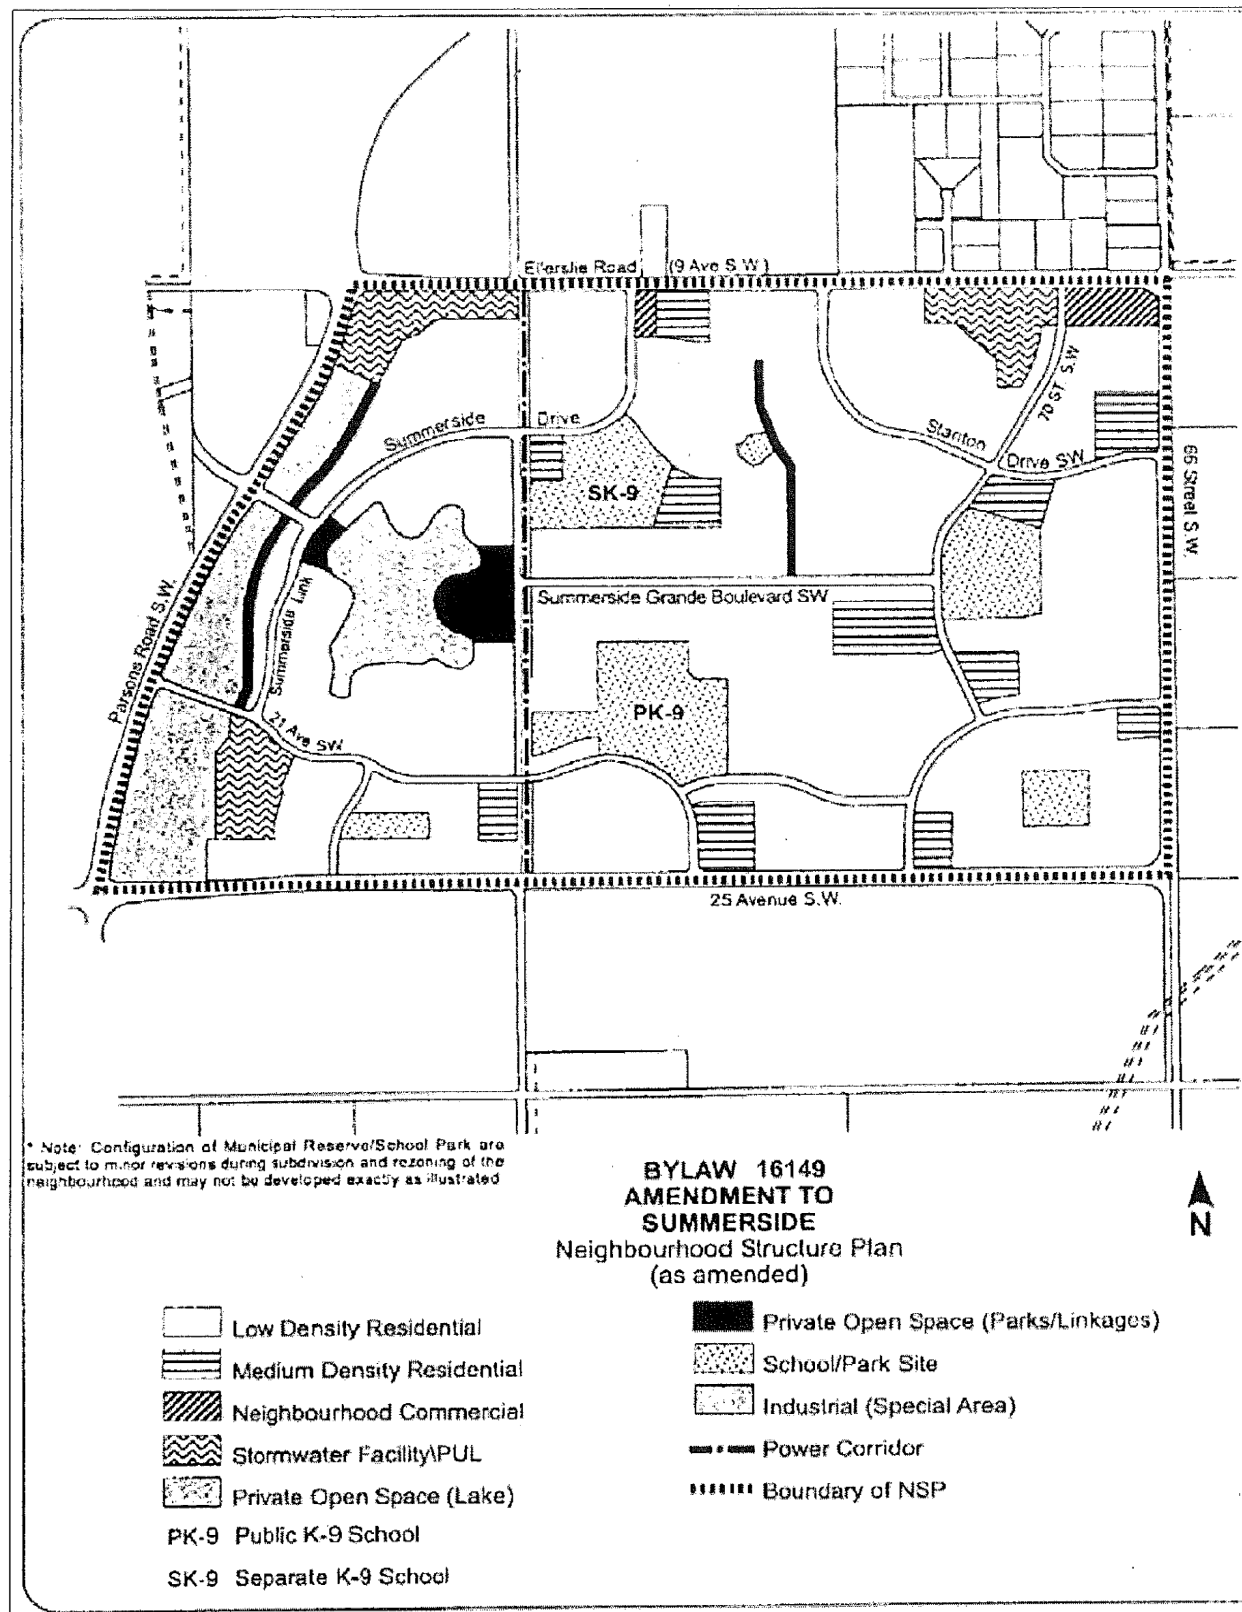 Ellerslie Road (9 Ave S.W.)
Summerside Drive
Stanton Drive SW
70 ST. S.W
66 Street S.W.
SK-9
Summerside Grande Boulevard SW
Parsons Road S.W.
Summerside Link
PK-9
21 Ave SW
25 Avenue S.W.
* Note: Configuration of Municipal Reserve/School Park are
subject to minor revisions during subdivision and rezoning of the
neighbourhood and may not be developed exactly as illustrated
BYLAW 16149
AMENDMENT TO
SUMMERSIDE
Neighbourhood Structure Plan
(as amended)
N
Low Density Residential
Medium Density Residential
Neighbourhood Commercial
Stormwater Facility\PUL
Private Open Space (Lake)
PK-9 Public K-9 School
SK-9 Separate K-9 School
Private Open Space (Parks/Linkages)
School/Park Site
Industrial (Special Area)
Power Corridor
Boundary of NSP